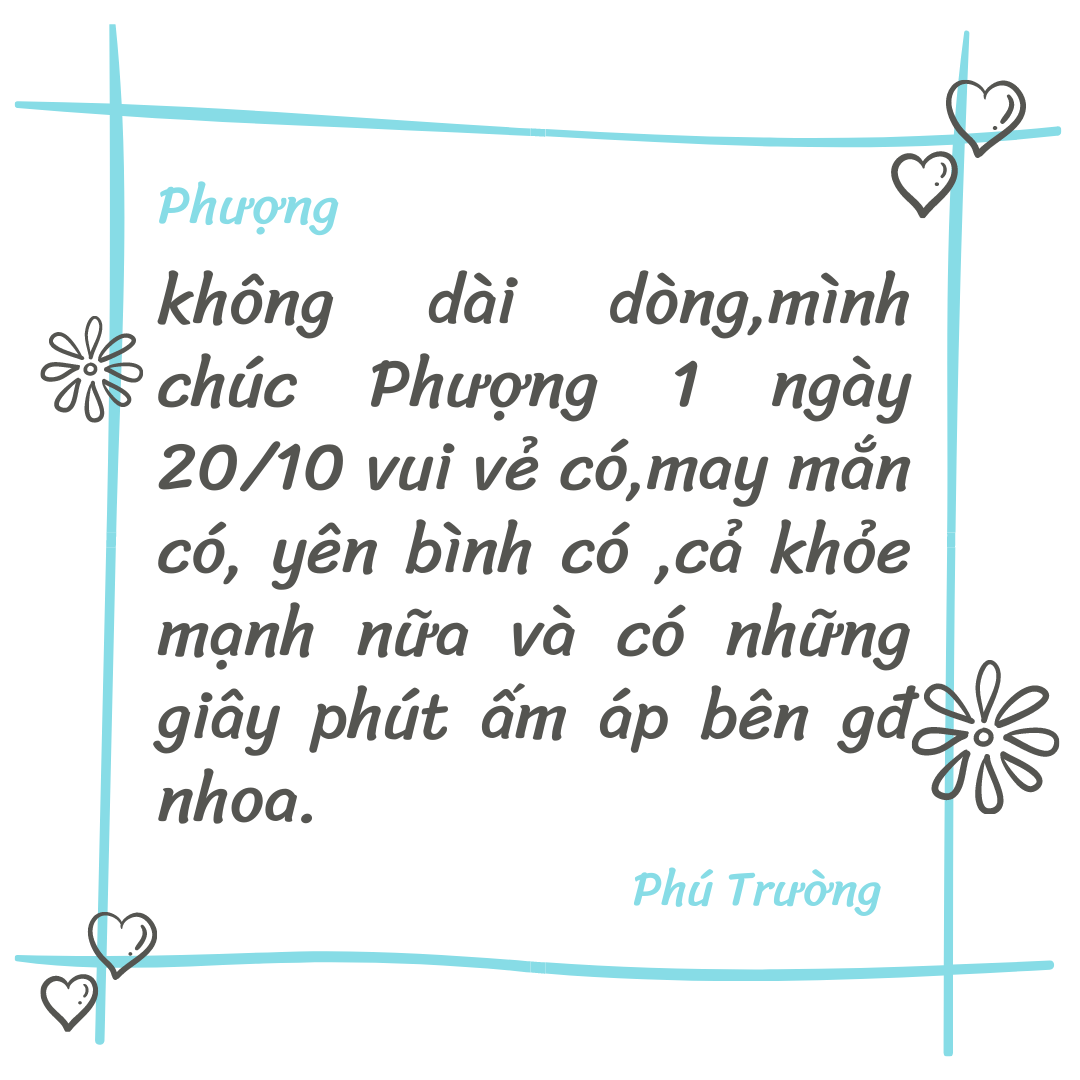 Phượng
không dài dòng,mình
chúc Phượng 1 ngày
20/10 vui vẻ có,may mắn
có, yên bình có ,cả khỏe
mạnh nữa và có những
giây phút ấm áp bên gđ
nhoa.
Phú Trường